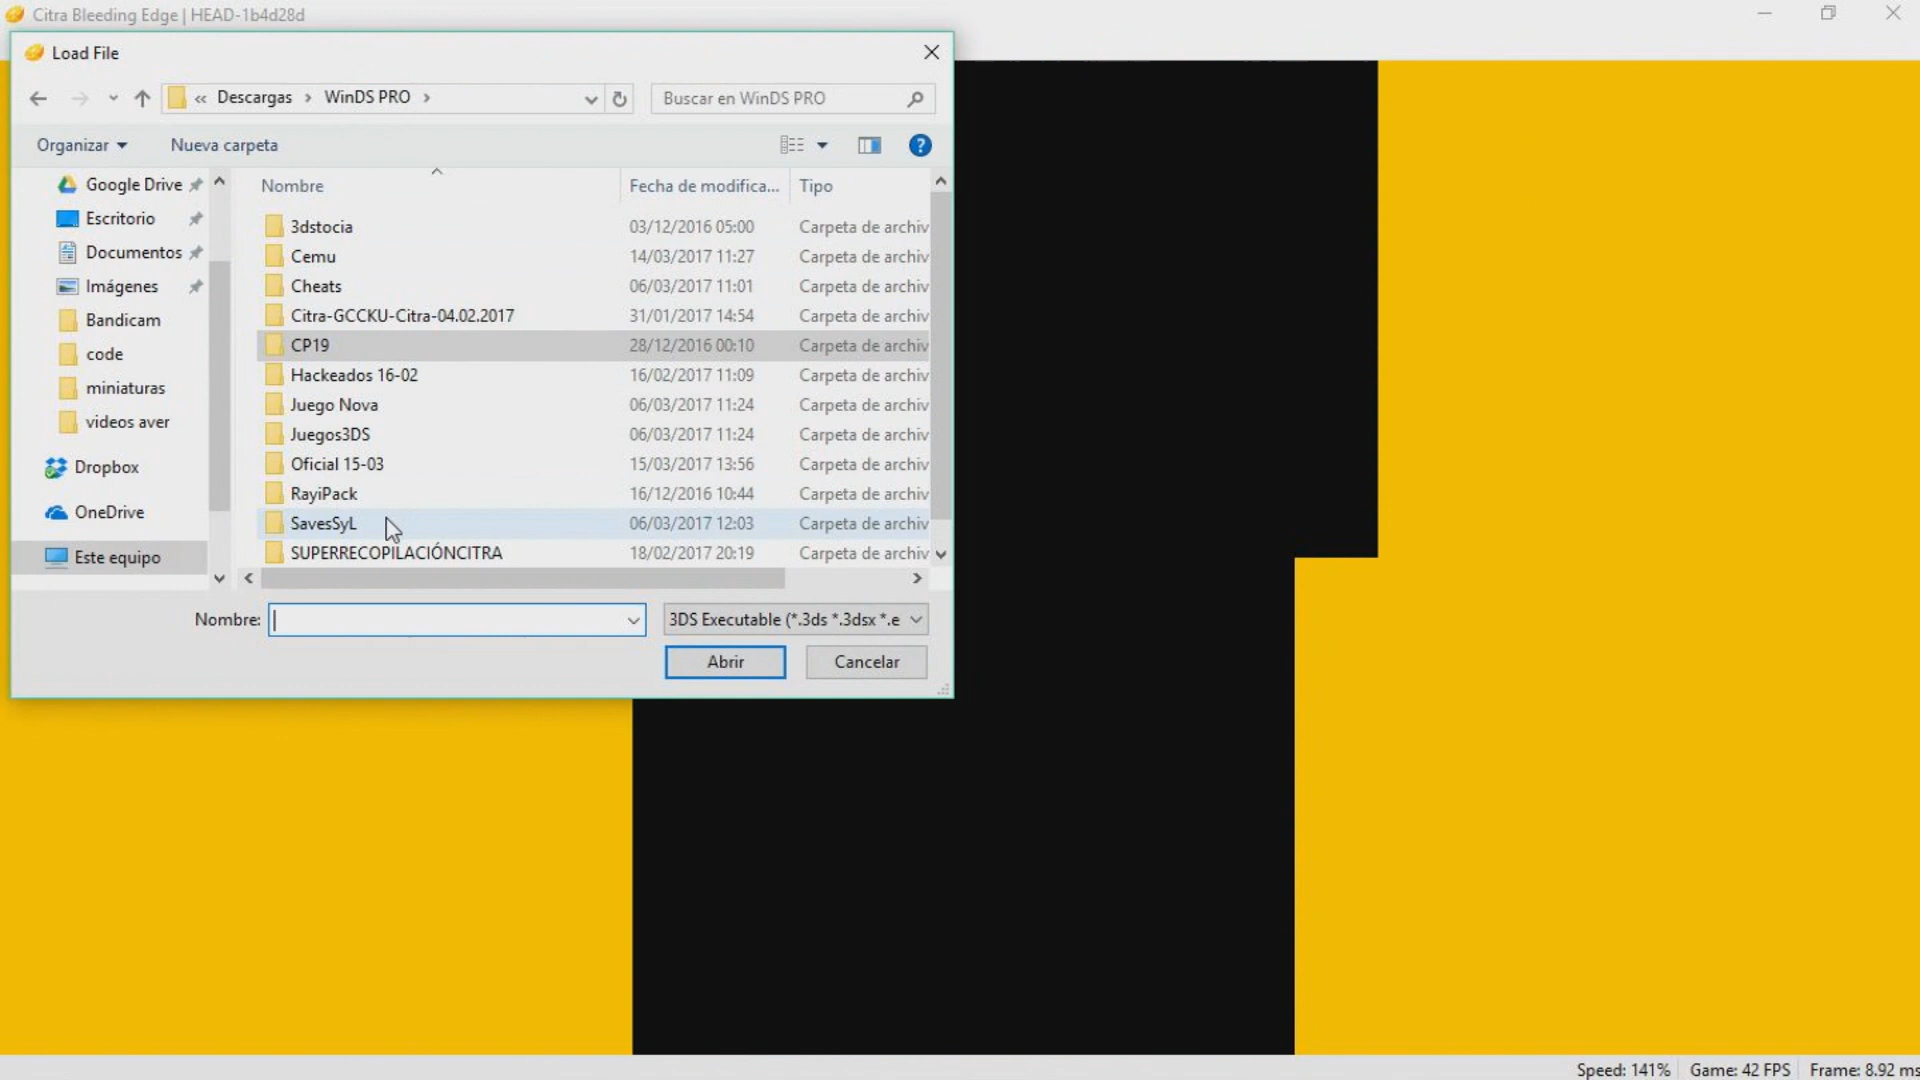 Citra Bleeding Edge | HEAD-1b4d28d
Load File
« Descargas › WinDS PRO ›
Buscar en WinDS PRO
Organizar
Nueva carpeta
Google Drive
Escritorio
Documentos
Imágenes
Bandicam
code
miniaturas
videos aver
Dropbox
OneDrive
Este equipo
Nombre Fecha de modifica... Tipo
3dstocia 03/12/2016 05:00 Carpeta de archiv
Cemu 14/03/2017 11:27 Carpeta de archiv
Cheats 06/03/2017 11:01 Carpeta de archiv
Citra-GCCKU-Citra-04.02.2017 31/01/2017 14:54 Carpeta de archiv
CP19 28/12/2016 00:10 Carpeta de archiv
Hackeados 16-02 16/02/2017 11:09 Carpeta de archiv
Juego Nova 06/03/2017 11:24 Carpeta de archiv
Juegos3DS 06/03/2017 11:24 Carpeta de archiv
Oficial 15-03 15/03/2017 13:56 Carpeta de archiv
RayiPack 16/12/2016 10:44 Carpeta de archiv
SavesSyL 06/03/2017 12:03 Carpeta de archiv
SUPERRECOPILACIÓNCITRA 18/02/2017 20:19 Carpeta de archiv
Nombre:
3DS Executable (*.3ds *.3dsx *.e
Abrir
Cancelar
Speed: 141% Game: 42 FPS Frame: 8.92 ms